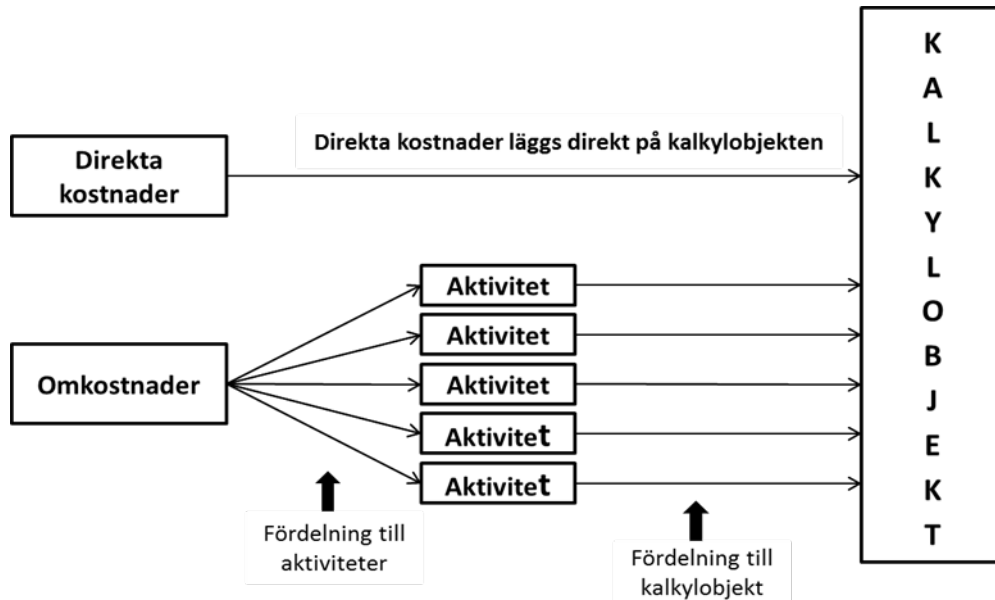 Direkta kostnader läggs direkt på kalkylobjekten
Direkta
kostnader
Omkostnader
Aktivitet
Aktivitet
Aktivitet
Aktivitet
Aktivitet
Fördelning till
aktiviteter
Fördelning till
kalkylobjekt
K
A
L
K
Y
L
O
B
J
E
K
T